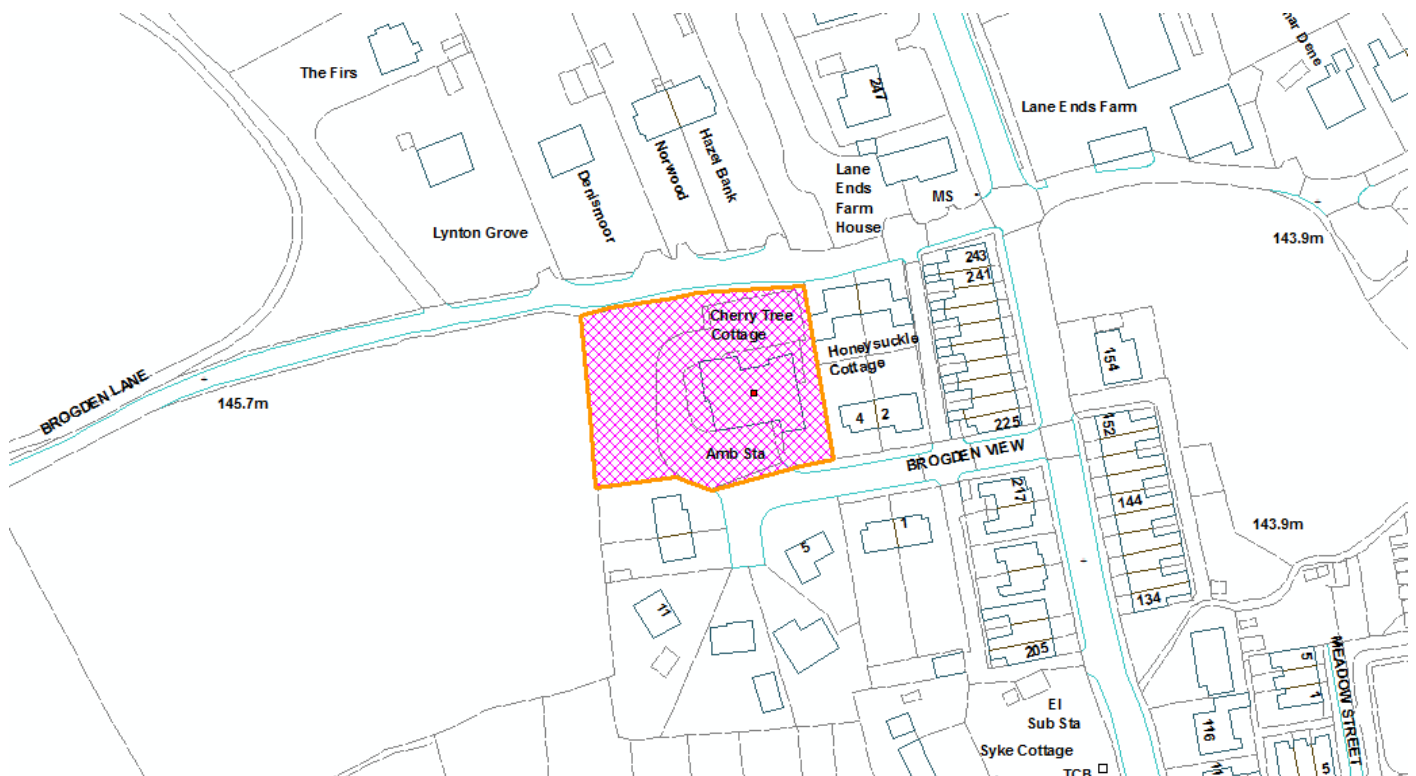 The Firs
247
Lane Ends Farm
Norwood
Hazel Bank
Denismoor
Lane
Ends
Farm
House
MS
Lynton Grove
143.9m
243
241
Cherry Tree
Cottage
Honeysuckle
Cottage
154
BROGDEN LANE
145.7m
4
2
225
152
Amb Sta
BROGDEN VIEW
217
144
143.9m
1
5
11
134
205
MEADOW STREET
5
1
El
Sub Sta
116
Syke Cottage
TCB
5